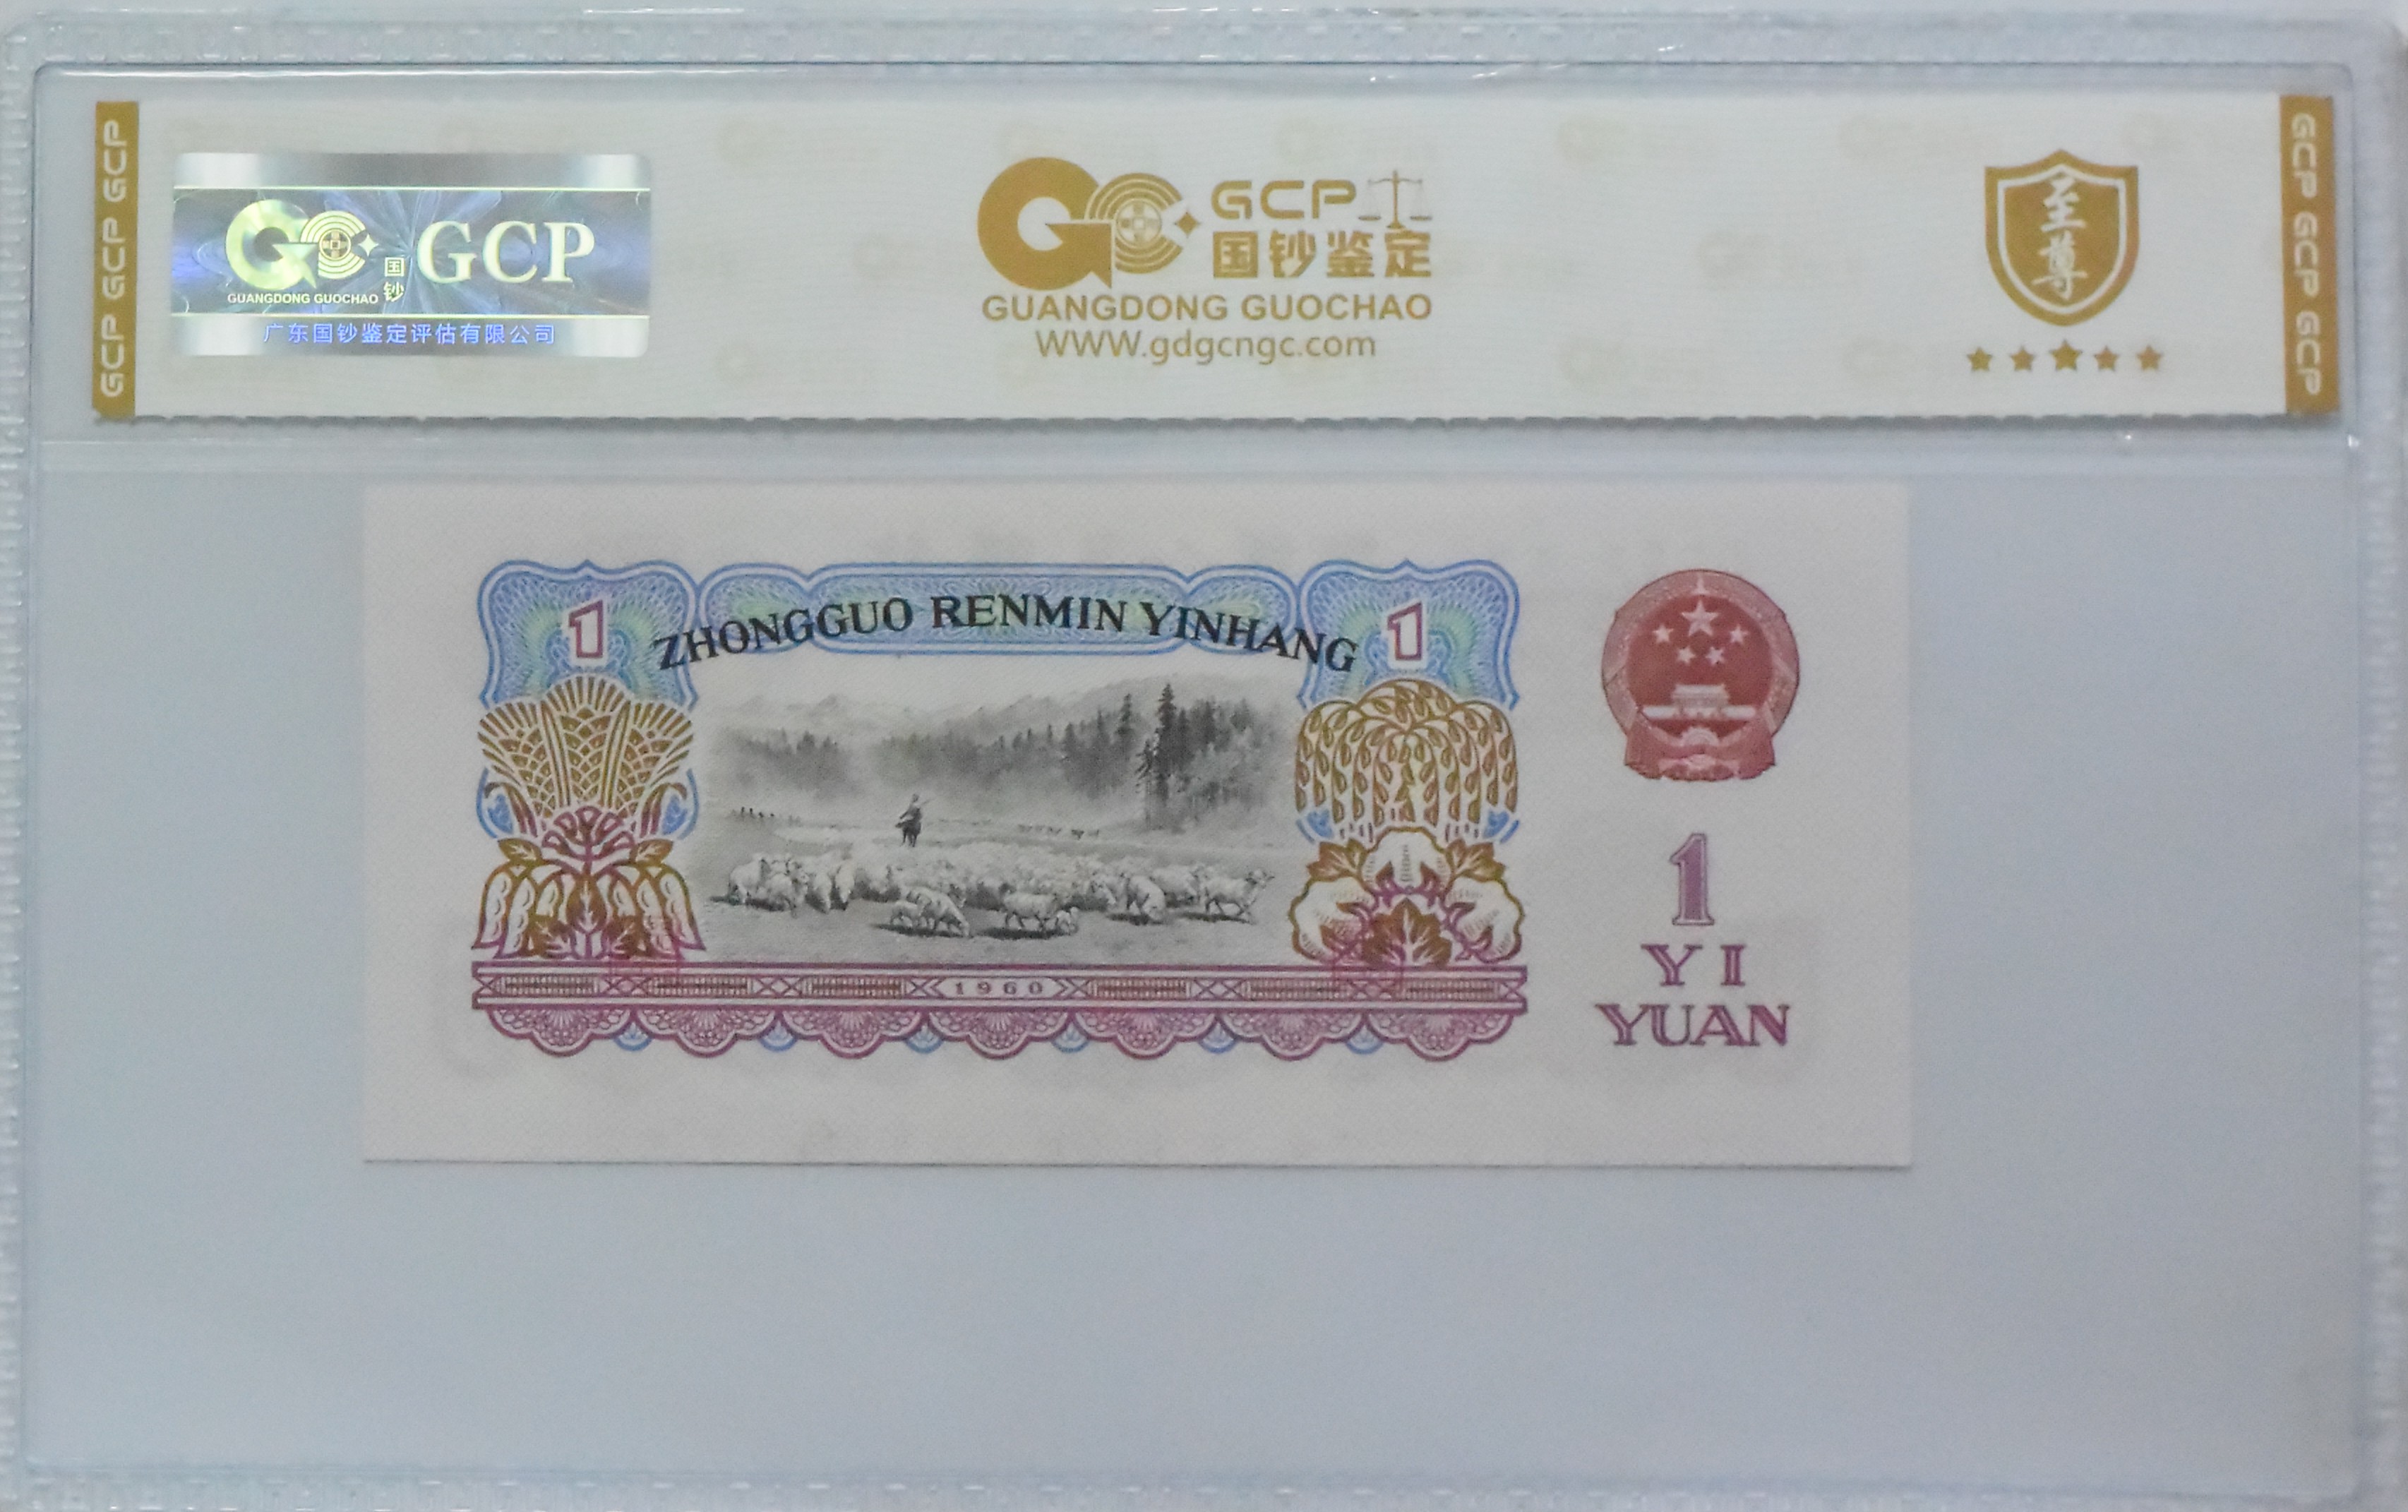 GCP GCP GCP
国钞
GCP
GUANGDONG GUOCHAO
广东国钞鉴定评估有限公司
GCP
国钞鉴定
GUANGDONG GUOCHAO
WWW.gdgcngc.com
至尊
GCP GCP GCP
ZHONGGUO RENMIN YINHANG
1
1
1960
1
YI
YUAN